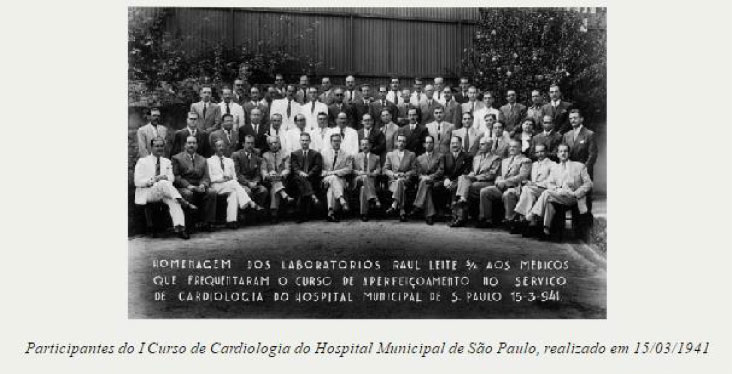 HOMENAGEM DOS LABORATORIOS RAUL LEITE S/A AOS MEDICOS
QUE FREQUENTARAM O CURSO DE APERFEIÇOAMENTO NO SERVIÇO
DE CARDIOLOGIA DO HOSPITAL MUNICIPAL DE S. PAULO 15-3-941
Participantes do I Curso de Cardiologia do Hospital Municipal de São Paulo, realizado em 15/03/1941